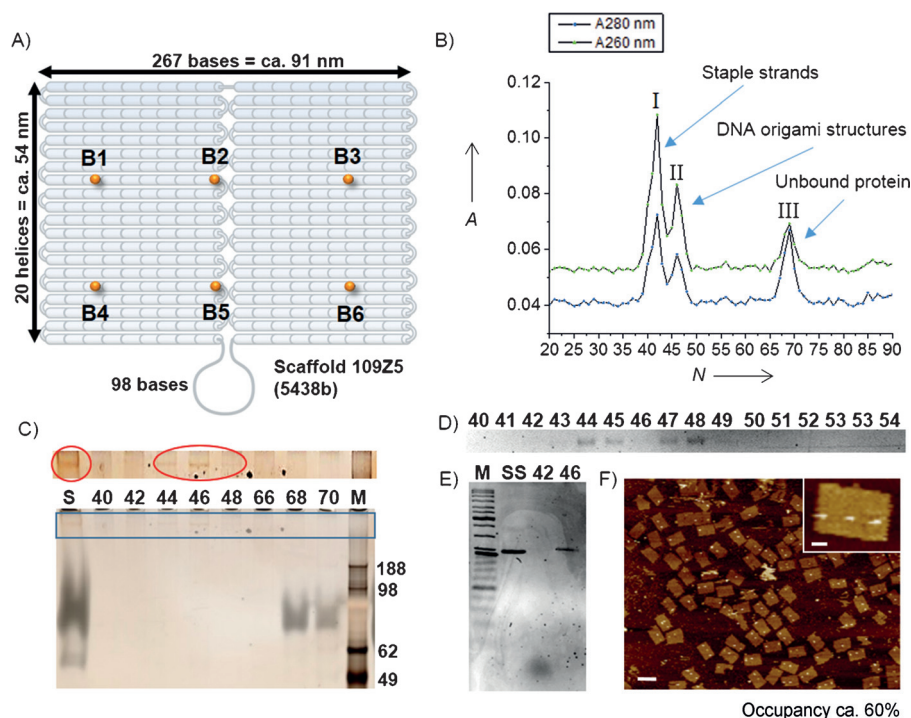 A)
267 bases = ca. 91 nm
20 helices = ca. 54 nm
B1
B2
B3
B4
B5
B6
98 bases
Scaffold 109Z5
(5438b)
B)
A280 nm
A260 nm
Staple strands
DNA origami structures
Unbound protein
I
II
III
0.12
0.10
0.08
0.06
0.04
A
20 25 30 35 40 45 50 55 60 65 70 75 80 85 90
N
C)
S 40 42 44 46 48 66 68 70 M
188
98
62
49
D)
40 41 42 43 44 45 46 47 48 49 50 51 52 53 53 54
E)
M SS 42 46
F)
Occupancy ca. 60%